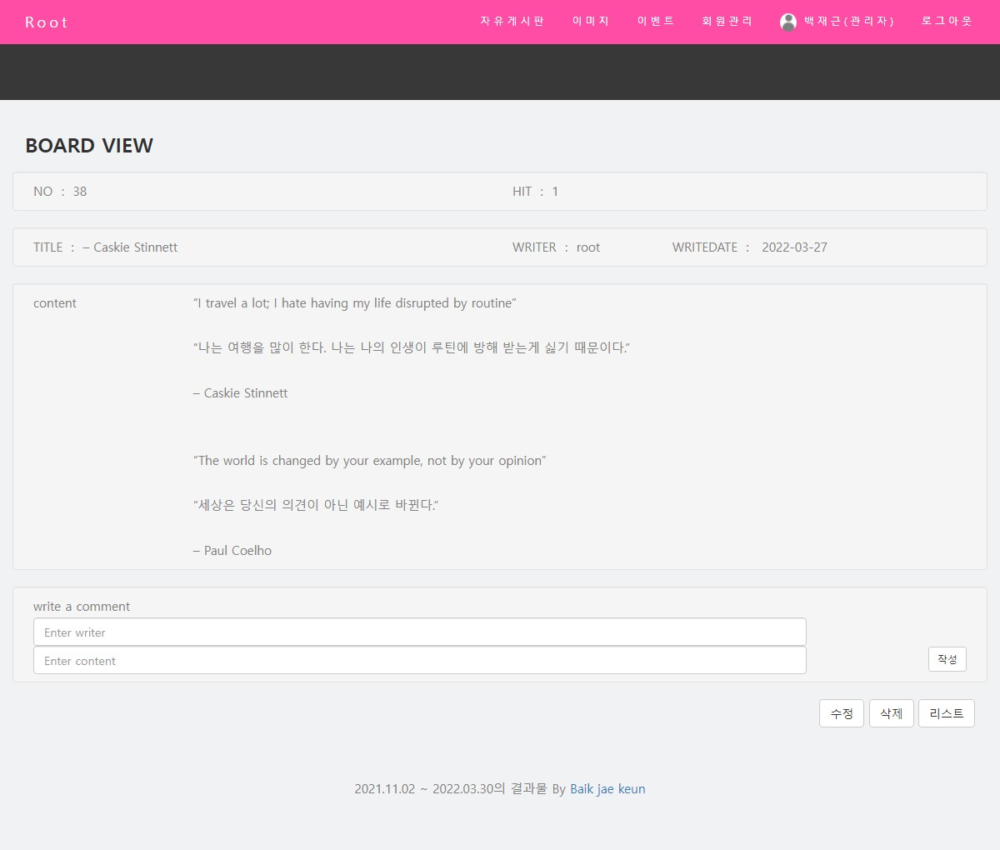 Root 자유게시판 이미지 이벤트 회원관리 백재근(관리자) 로그아웃
BOARD VIEW
NO : 38 HIT : 1
TITLE : – Caskie Stinnett WRITER : root WRITEDATE : 2022-03-27
content “I travel a lot; I hate having my life disrupted by routine”
“나는 여행을 많이 한다. 나는 나의 인생이 루틴에 방해 받는게 싫기 때문이다.“
– Caskie Stinnett
“The world is changed by your example, not by your opinion”
“세상은 당신의 의견이 아닌 예시로 바뀐다.”
– Paul Coelho
write a comment
Enter writer
Enter content 작성
수정 삭제 리스트
2021.11.02 ~ 2022.03.30의 결과물 By Baik jae keun